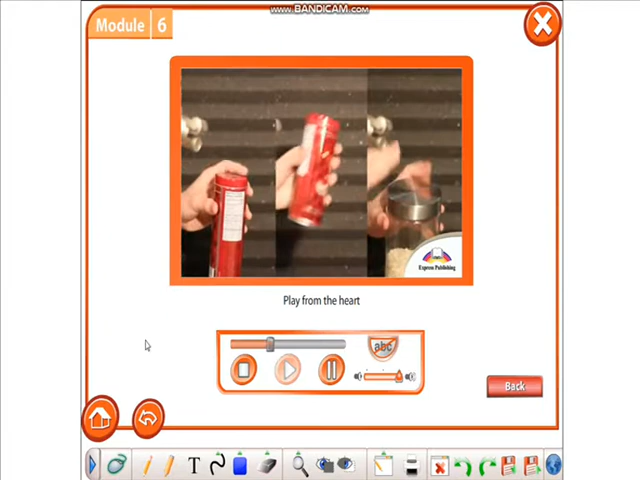 www.BANDICAM.com
Module 6
Express Publishing
Play from the heart
abc
Back
T